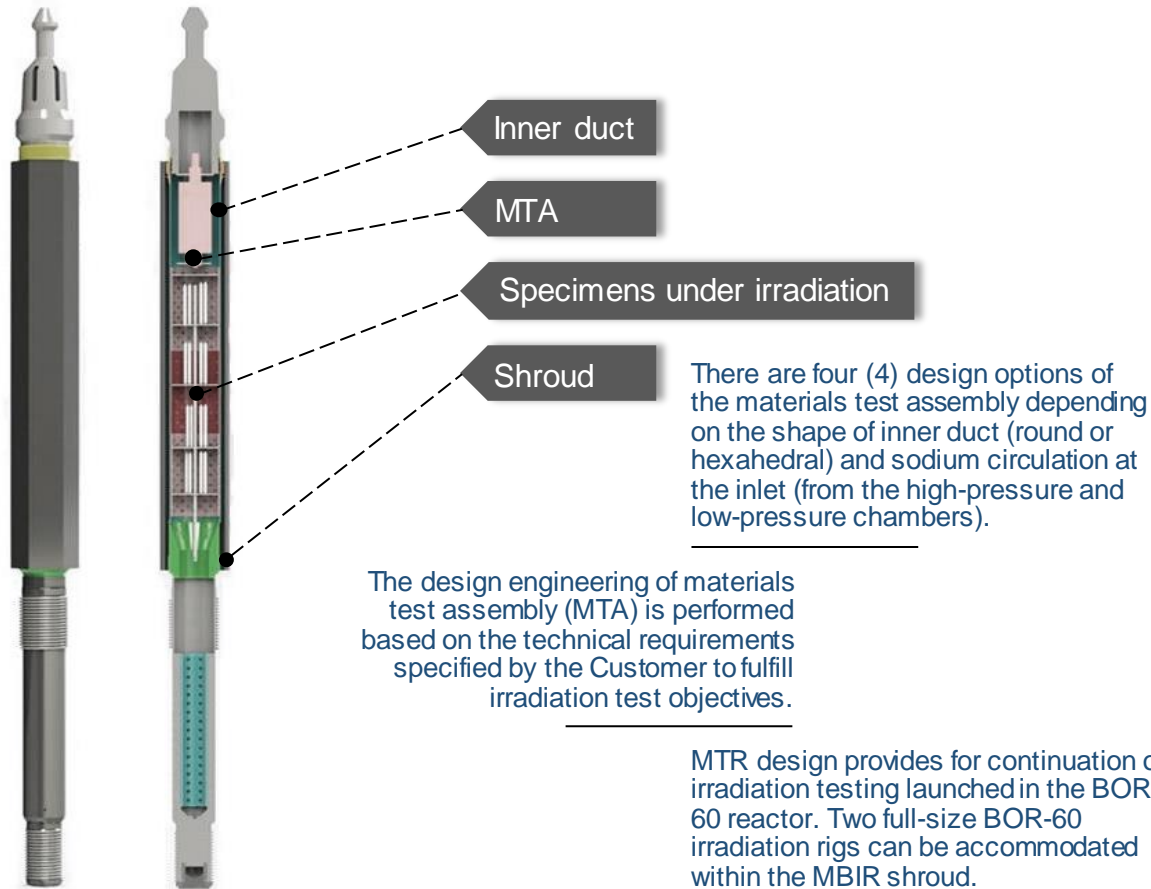 Inner duct
MTA
Specimens under irradiation
Shroud
There are four (4) design options of
the materials test assembly depending
on the shape of inner duct (round or
hexahedral) and sodium circulation at
the inlet (from the high-pressure and
low-pressure chambers).
The design engineering of materials
test assembly (MTA) is performed
based on the technical requirements
specified by the Customer to fulfill
irradiation test objectives.
MTR design provides for continuation
irradiation testing launched in the BOR
60 reactor. Two full-size BOR-60
irradiation rigs can be accommodated
within the MBIR shroud.